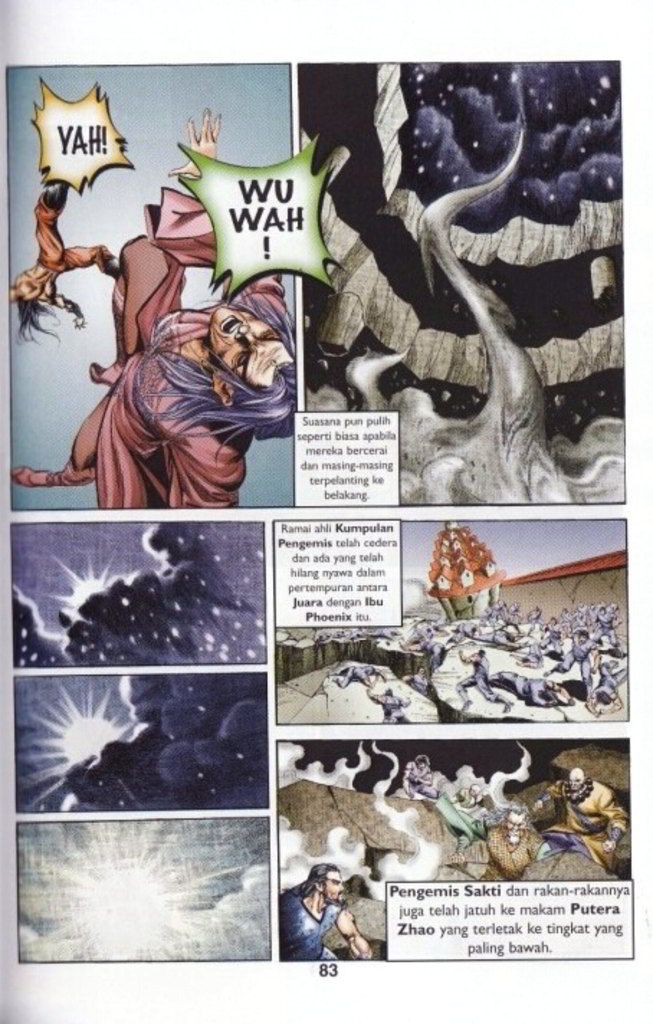 YAH!
WU
WAH
!
Suasana pun pulih
seperti biasa apabila
mereka bercerai
dan masing-masing
terpelanting ke
belakang.
Ramai ahli Kumpulan
Pengemis telah cedera
dan ada yang telah
hilang nyawa dalam
pertempuran antara
Juara dengan Ibu
Phoenix itu.
Pengemis Sakti dan rakan-rakannya
juga telah jatuh ke makam Putera
Zhao yang terletak ke tingkat yang
paling bawah.
83